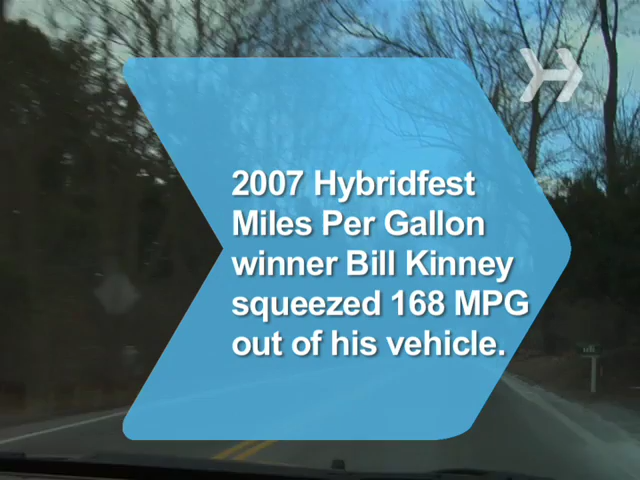 2007 Hybridfest
Miles Per Gallon
winner Bill Kinney
squeezed 168 MPG
out of his vehicle.